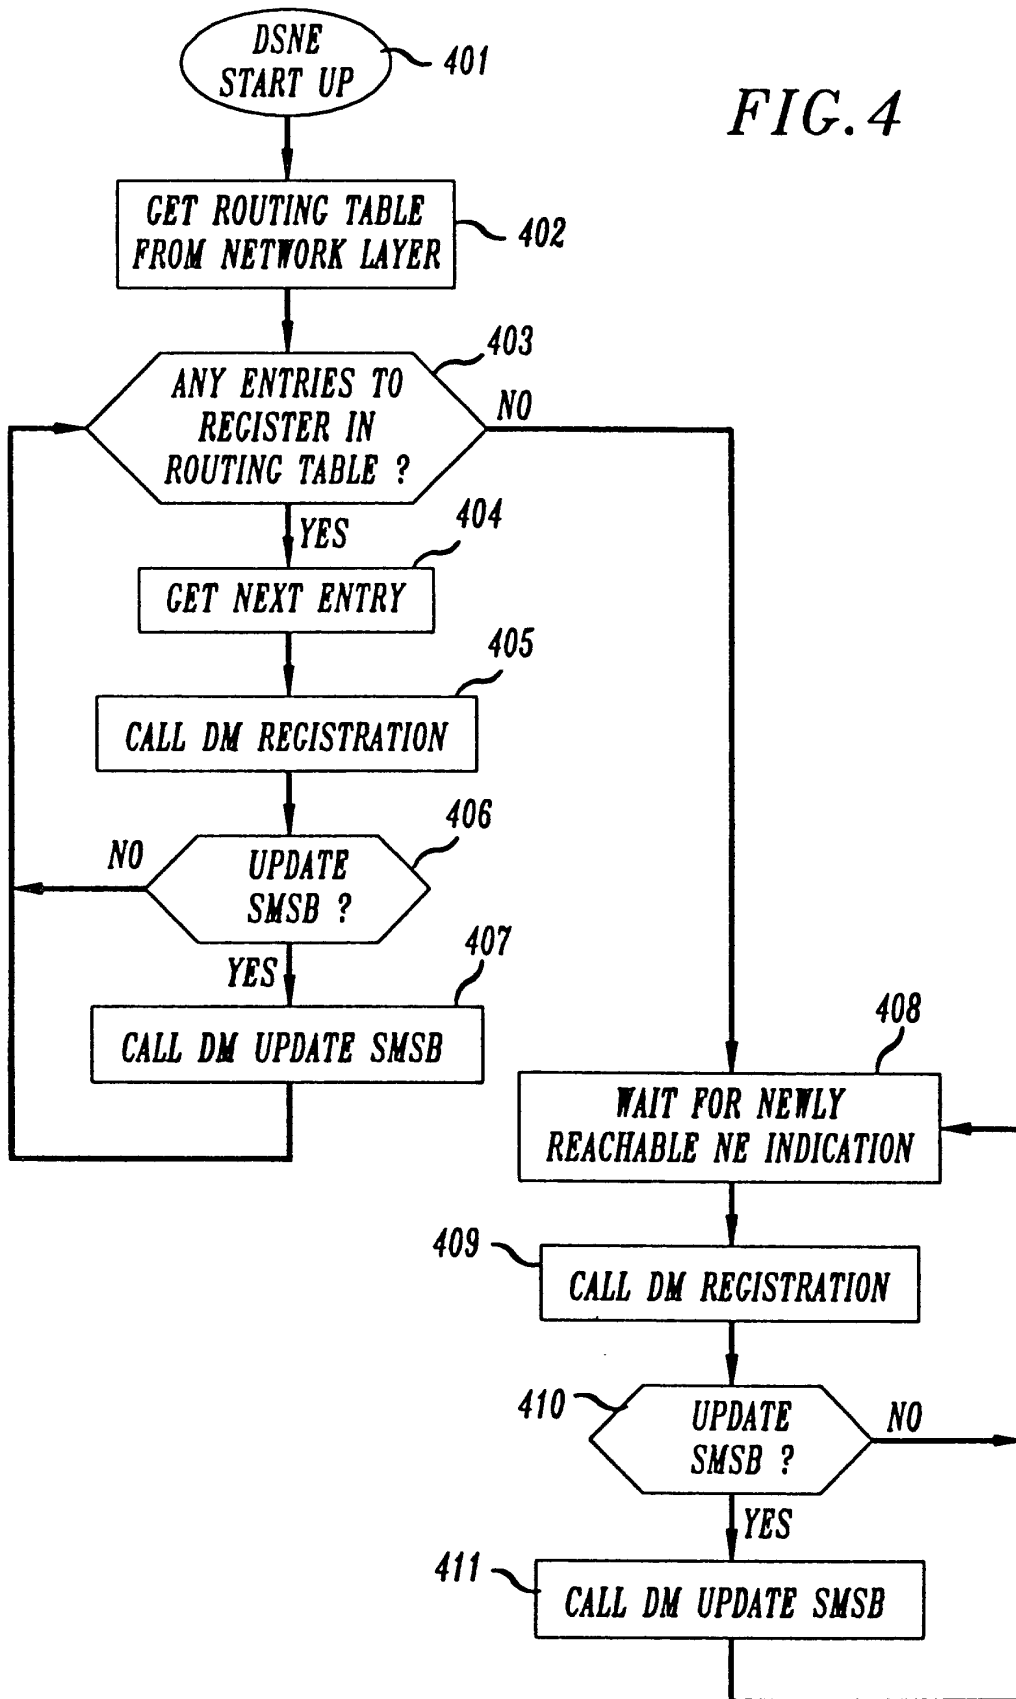 DSNE
START UP
401
FIG. 4
GET ROUTING TABLE
FROM NETWORK LAYER
402
403
ANY ENTRIES TO
REGISTER IN
ROUTING TABLE ?
NO
YES
404
GET NEXT ENTRY
405
CALL DM REGISTRATION
406
NO
UPDATE
SMSB ?
YES
407
CALL DM UPDATE SMSB
408
WAIT FOR NEWLY
REACHABLE NE INDICATION
409
CALL DM REGISTRATION
410
UPDATE
SMSB ?
NO
YES
411
CALL DM UPDATE SMSB